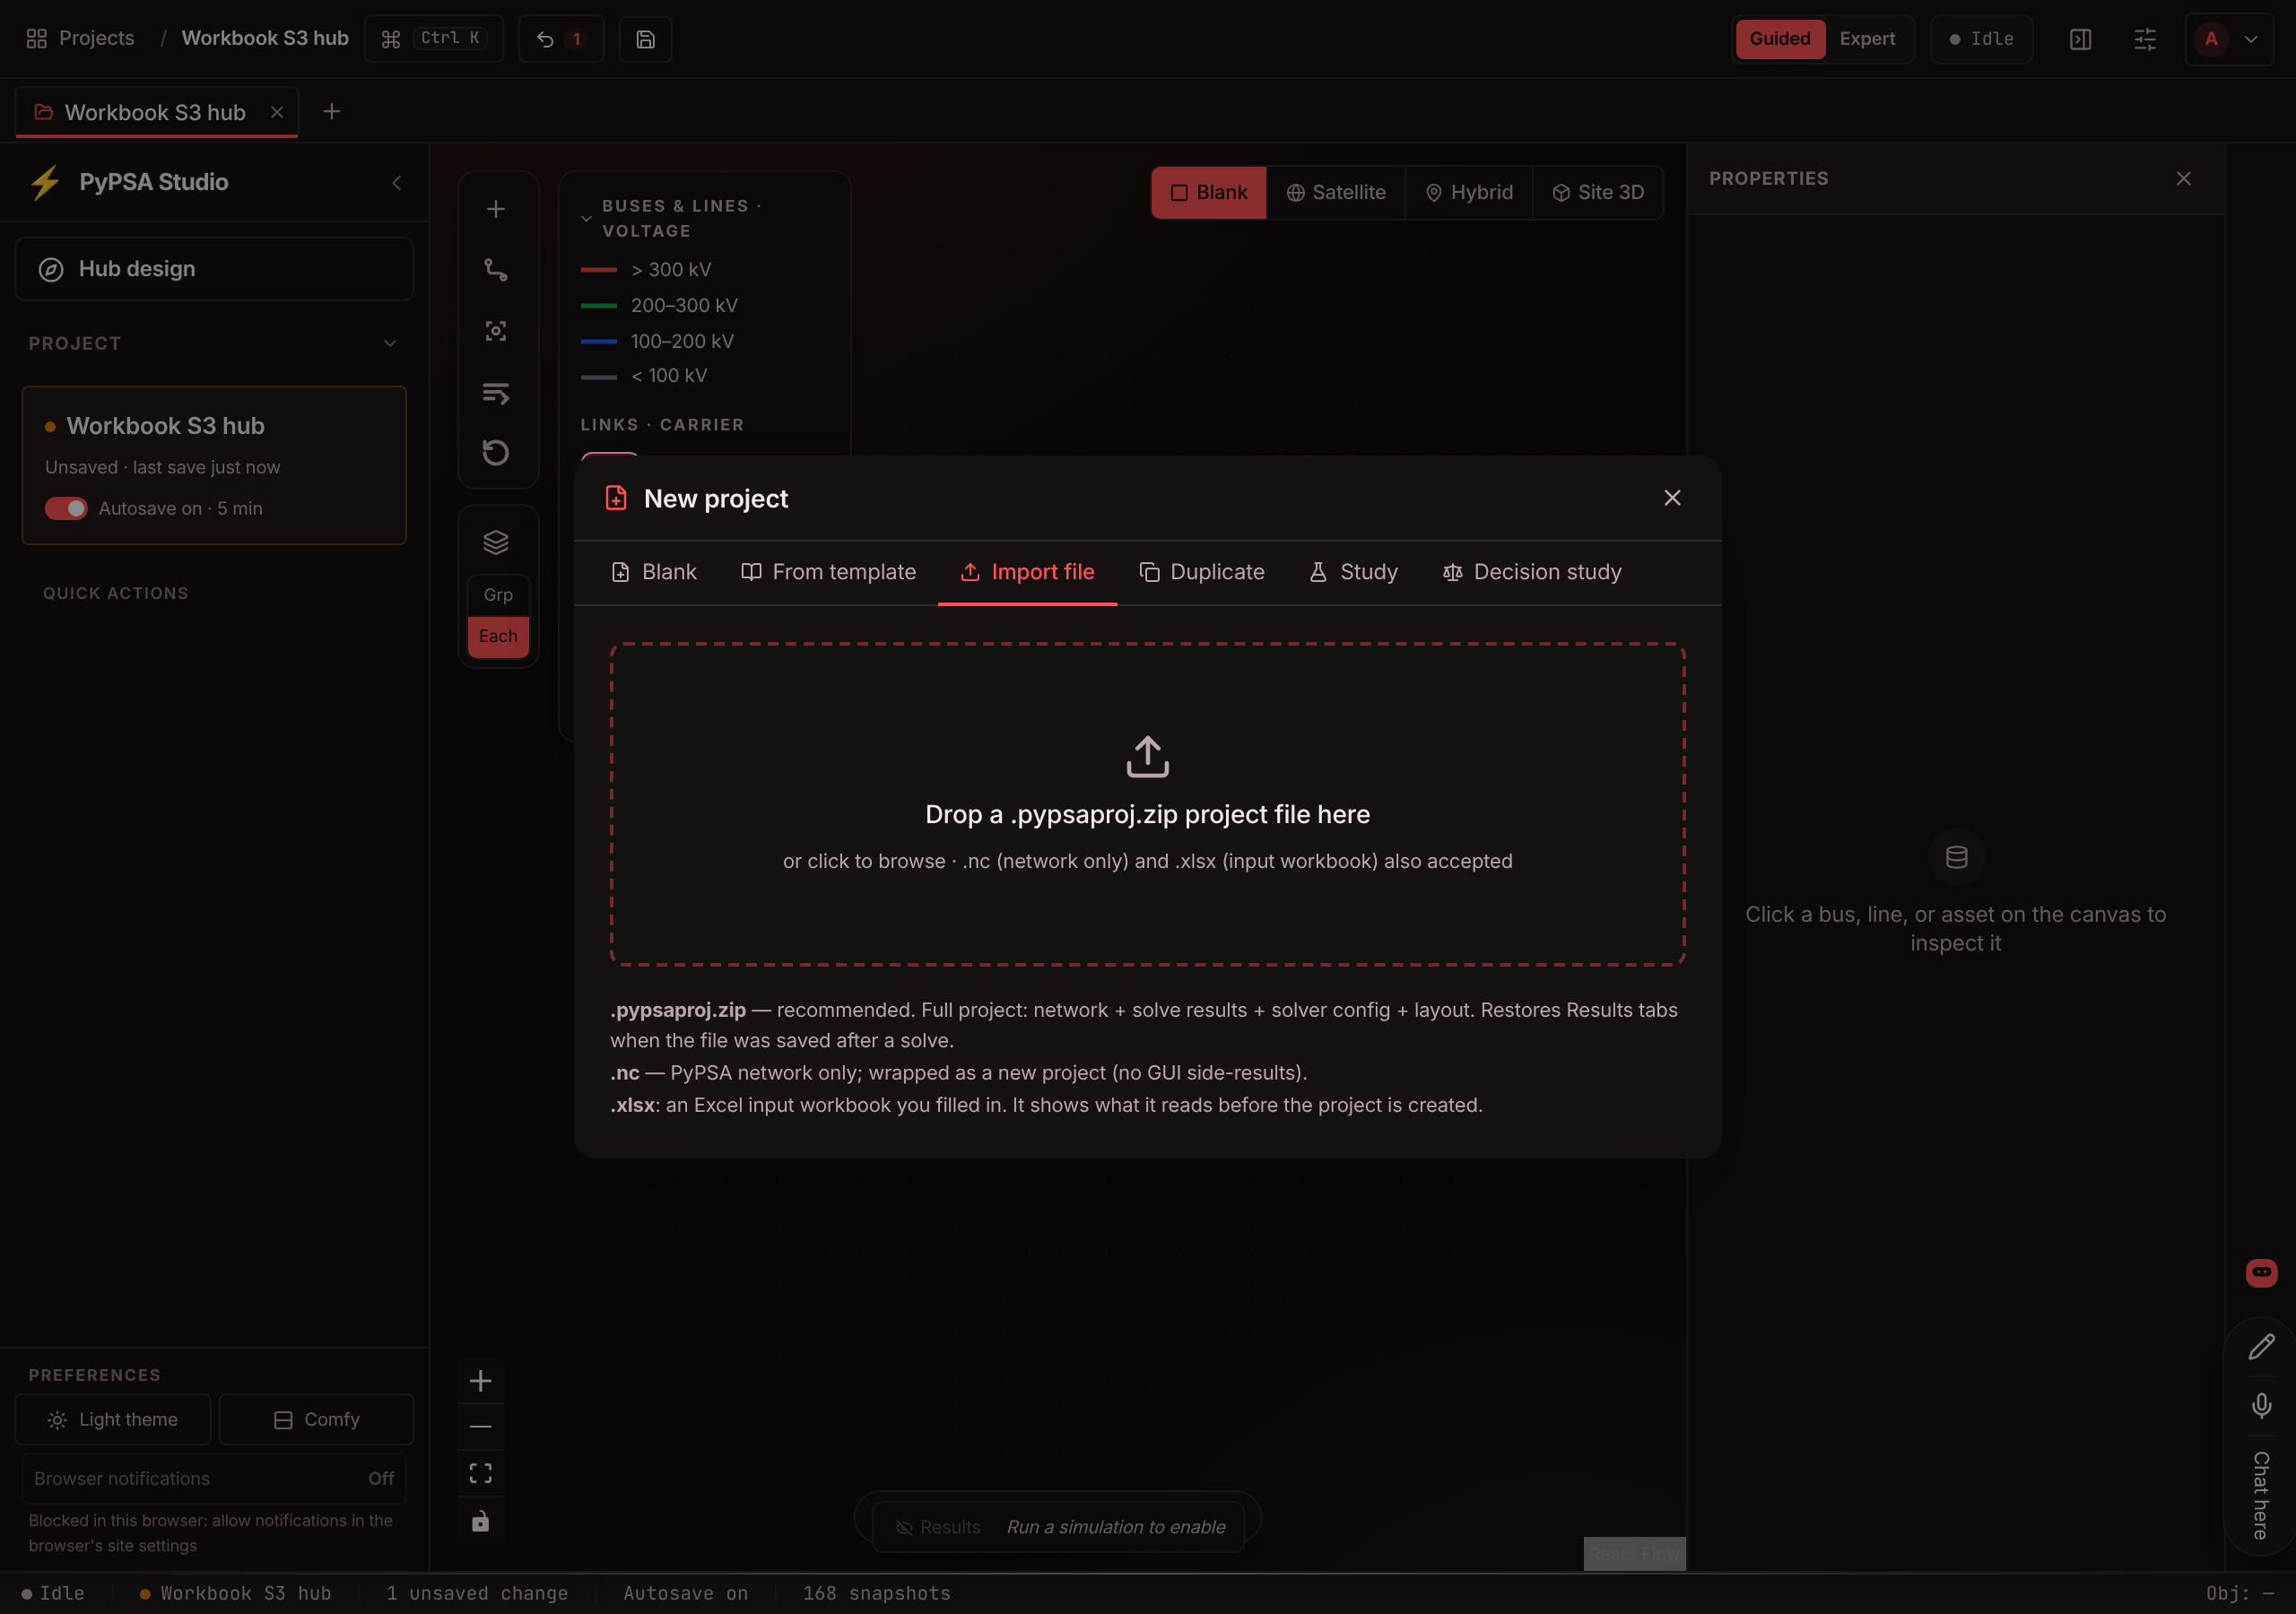 Projects / Workbook S3 hub
Ctrl K
1
Guided
Expert
Idle
A
Workbook S3 hub
PyPSA Studio
Hub design
PROJECT
Workbook S3 hub
Unsaved · last save just now
Autosave on · 5 min
QUICK ACTIONS
Grp
Each
BUSES & LINES ·
VOLTAGE
> 300 kV
200–300 kV
100–200 kV
< 100 kV
LINKS · CARRIER
Blank
Satellite
Hybrid
Site 3D
PROPERTIES
Click a bus, line, or asset on the canvas to
inspect it
New project
Blank
From template
Import file
Duplicate
Study
Decision study
Drop a .pypsaproj.zip project file here
or click to browse · .nc (network only) and .xlsx (input workbook) also accepted
.pypsaproj.zip — recommended. Full project: network + solve results + solver config + layout. Restores Results tabs
when the file was saved after a solve.
.nc — PyPSA network only; wrapped as a new project (no GUI side-results).
.xlsx: an Excel input workbook you filled in. It shows what it reads before the project is created.
PREFERENCES
Light theme
Comfy
Browser notifications
Off
Blocked in this browser: allow notifications in the
browser's site settings
Results
Run a simulation to enable
React Flow
Chat here
Idle
Workbook S3 hub
1 unsaved change
Autosave on
168 snapshots
Obj: —